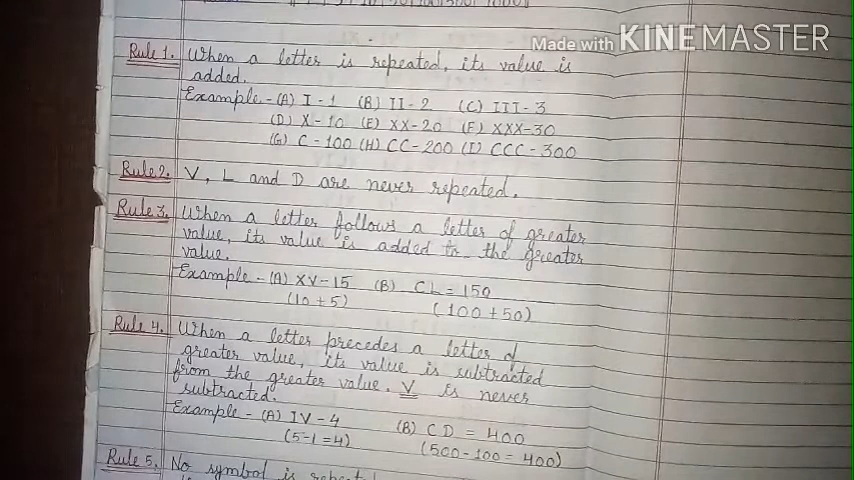 Made with KINEMASTER
Rule 1. When a letter is repeated, its value is
added.
Example - (A) I - 1 (B) II - 2 (C) III - 3
(D) X - 10 (E) XX - 20 (F) XXX - 30
(G) C - 100 (H) CC - 200 (I) CCC - 300
Rule 2. V, L and D are never repeated.
Rule 3. When a letter follows a letter of greater
value, its value is added to the greater
value.
Example - (A) XV - 15 (B) CL = 150
(10 + 5) (100 + 50)
Rule 4. When a letter precedes a letter of
greater value, its value is subtracted
from the greater value. V is never
subtracted.
Example - (A) IV - 4 (B) CD = 400
(5 - 1 = 4) (500 - 100 = 400)
Rule 5. No symbol is